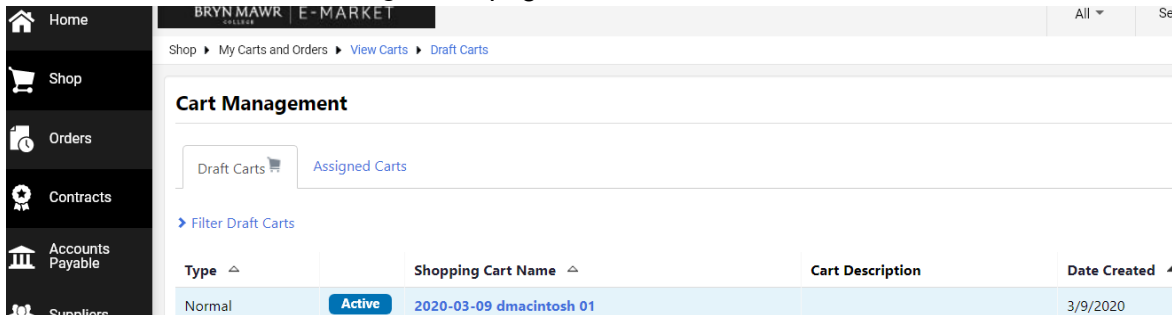 Home
BRYN MAWR | E-MARKET
COLLEGE
All
Shop My Carts and Orders View Carts Draft Carts
Shop
Cart Management
Orders
Draft Carts Assigned Carts
Contracts
Filter Draft Carts
Accounts
Payable
Type Shopping Cart Name Cart Description Date Created
Normal Active 2020-03-09 dmacintosh 01 3/9/2020
Suppliers